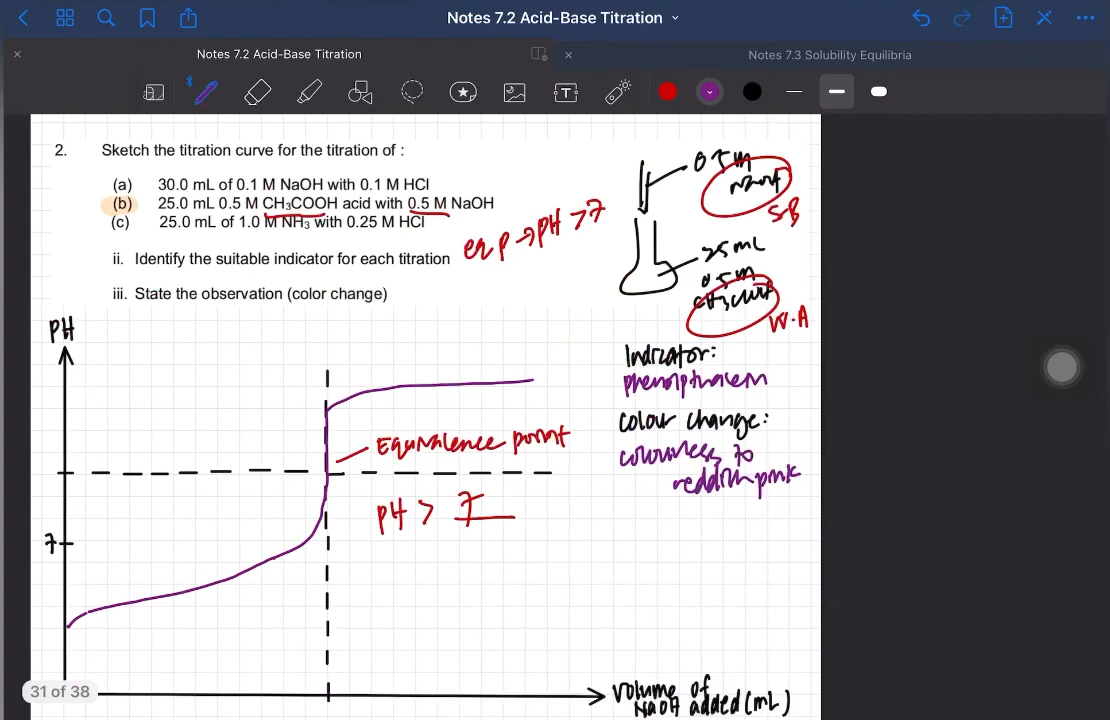 Notes 7.2 Acid-Base Titration
Notes 7.2 Acid-Base Titration
Notes 7.3 Solubility Equilibria
2. Sketch the titration curve for the titration of :
(a) 30.0 mL of 0.1 M NaOH with 0.1 M HCl
(b) 25.0 mL 0.5 M CH₃COOH acid with 0.5 M NaOH
(c) 25.0 mL of 1.0 M NH₃ with 0.25 M HCl
eq p → pH > 7
ii. Identify the suitable indicator for each titration
iii. State the observation (color change)
0.5 M
NaOH
S.B
25 mL
0.5 M
CH3COOH
W.A
PH
Indicator:
phenolpthalein
Colour change:
colourless to
reddish pink
Equivalence point
pH > 7
7
31 of 38
Volume of
NaOH added (mL)